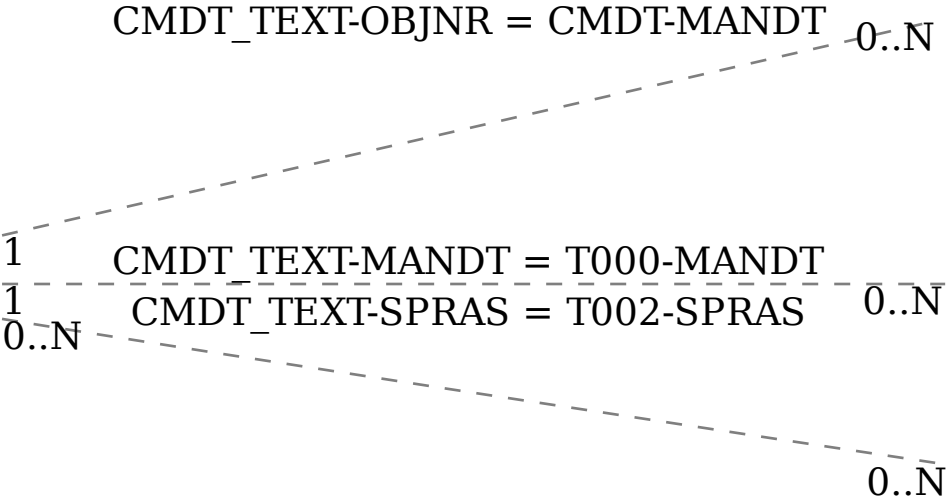 CMDT_TEXT-OBJNR = CMDT-MANDT
0..N
1
CMDT_TEXT-MANDT = T000-MANDT
1
0..N
CMDT_TEXT-SPRAS = T002-SPRAS
0..N
0..N